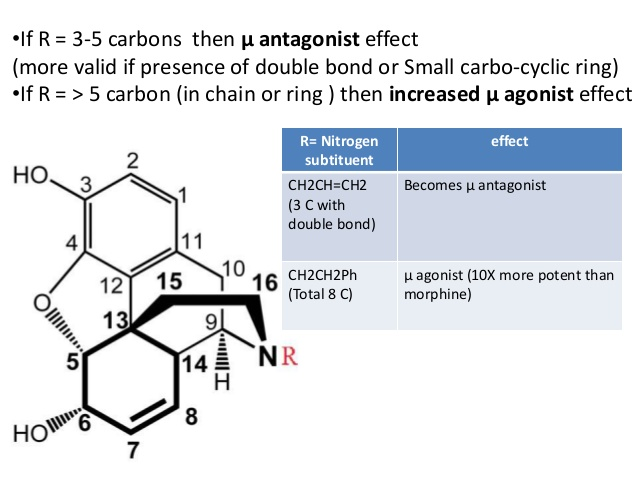 •If R = 3-5 carbons then µ antagonist effect
(more valid if presence of double bond or Small carbo-cyclic ring)
•If R = > 5 carbon (in chain or ring ) then increased µ agonist effect
R= Nitrogen
subtituent
effect
CH2CH=CH2
(3 C with
double bond)
Becomes µ antagonist
CH2CH2Ph
(Total 8 C)
µ agonist (10X more potent than
morphine)
HO
2
3
1
4
11
10
12
15
16
O
13
9
5
14
N R
H
6
8
HO
7